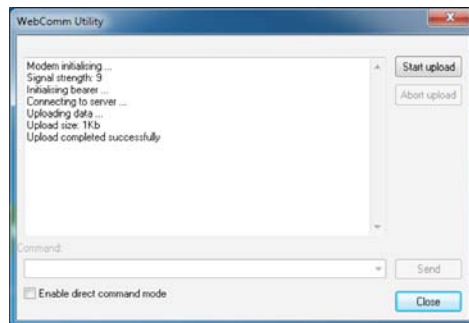 WebComm Utility
Modem initialising ...
Signal strength: 9
Initialising bearer ...
Connecting to server ...
Uploading data ...
Upload size: 1Kb
Upload completed successfully
Start upload
Abort upload
Command:
Send
Enable direct command mode
Close